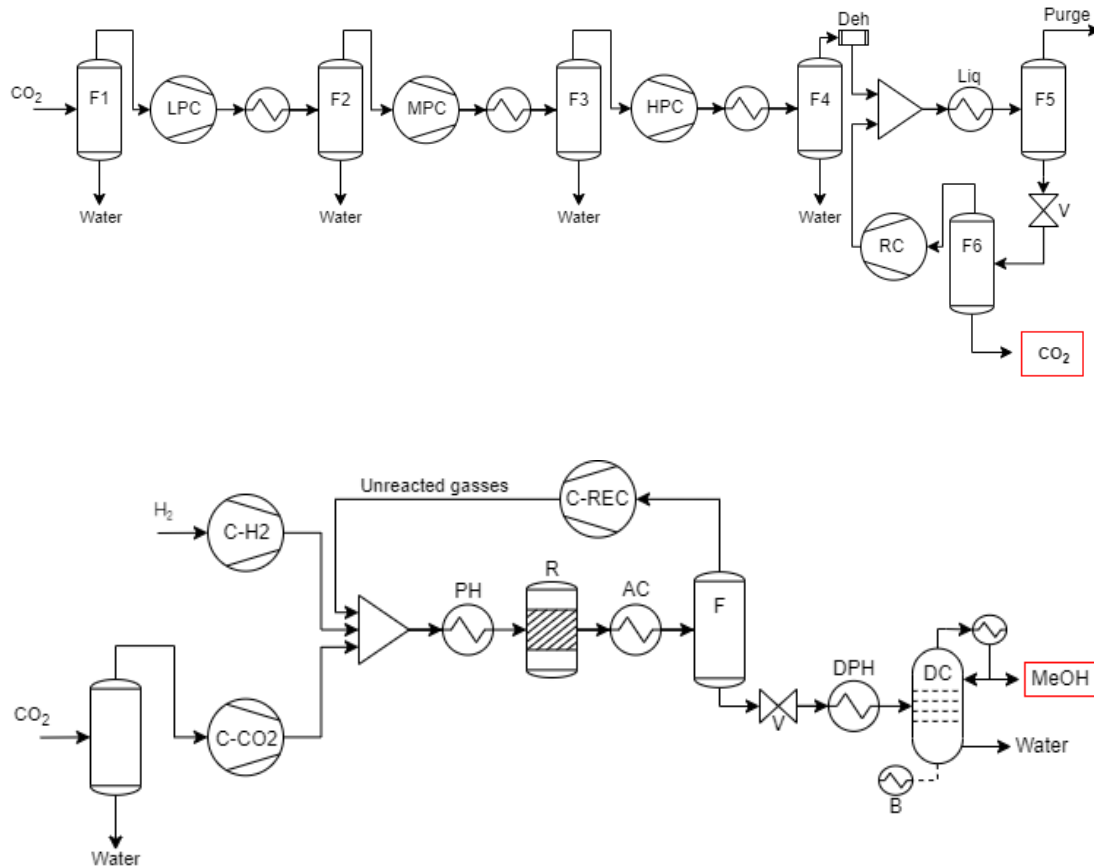 Deh
Purge
CO₂
F1
LPC
F2
MPC
F3
HPC
F4
Liq
F5
Water
Water
Water
Water
V
RC
F6
CO₂
Unreacted gasses
C-REC
H₂
C-H2
PH
R
AC
F
CO₂
C-CO2
V
DPH
DC
MeOH
Water
B
Water